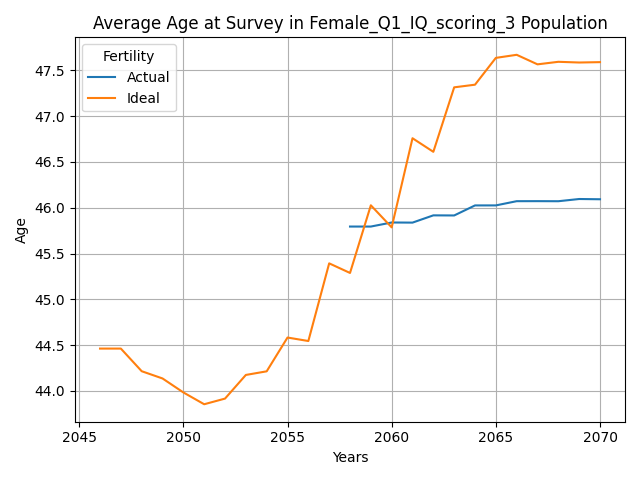 Average Age at Survey in Female_Q1_IQ_scoring_3 Population
Fertility
Actual
Ideal
47.5
47.0
46.5
46.0
45.5
45.0
44.5
44.0
Age
2045
2050
2055
2060
2065
2070
Years